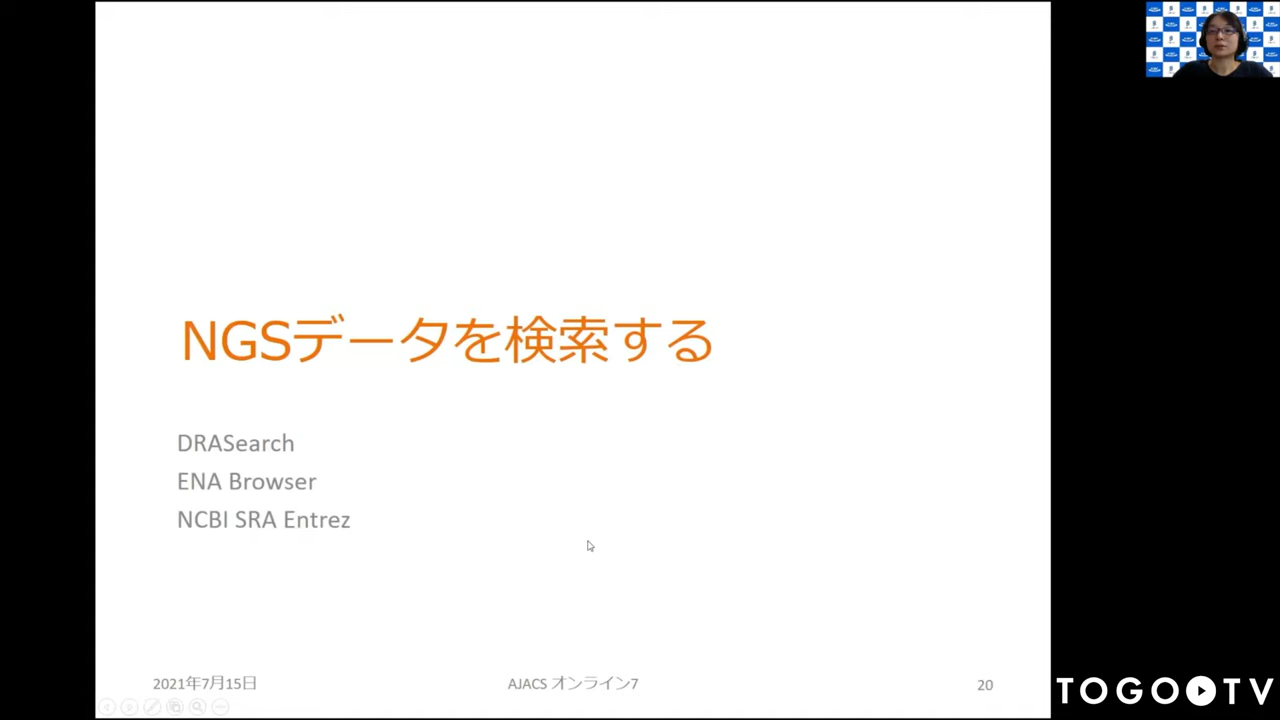 NGSデータを検索する
DRASearch
ENA Browser
NCBI SRA Entrez
2021年7月15日
AJACS オンライン7
20
TOGO TV